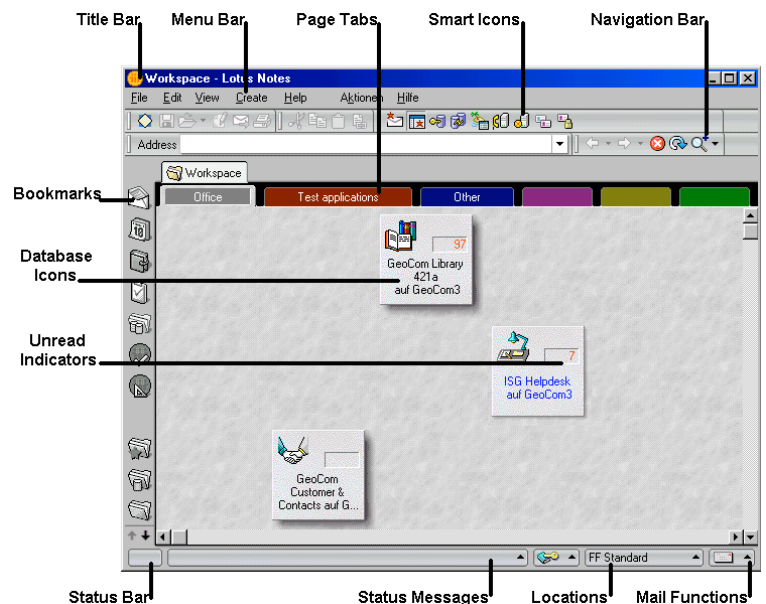 Title Bar Menu Bar Page Tabs Smart Icons Navigation Bar
Workspace - Lotus Notes
File Edit View Create Help Aktionen Hilfe
Address
Workspace
Bookmarks
Office Test applications Other
18
97
GeoCom Library
421a
auf GeoCom3
Database
Icons
Unread
Indicators
7
ISG Helpdesk
auf GeoCom3
GeoCom
Customer &
Contacts auf G...
FF Standard
Status Bar Status Messages Locations Mail Functions